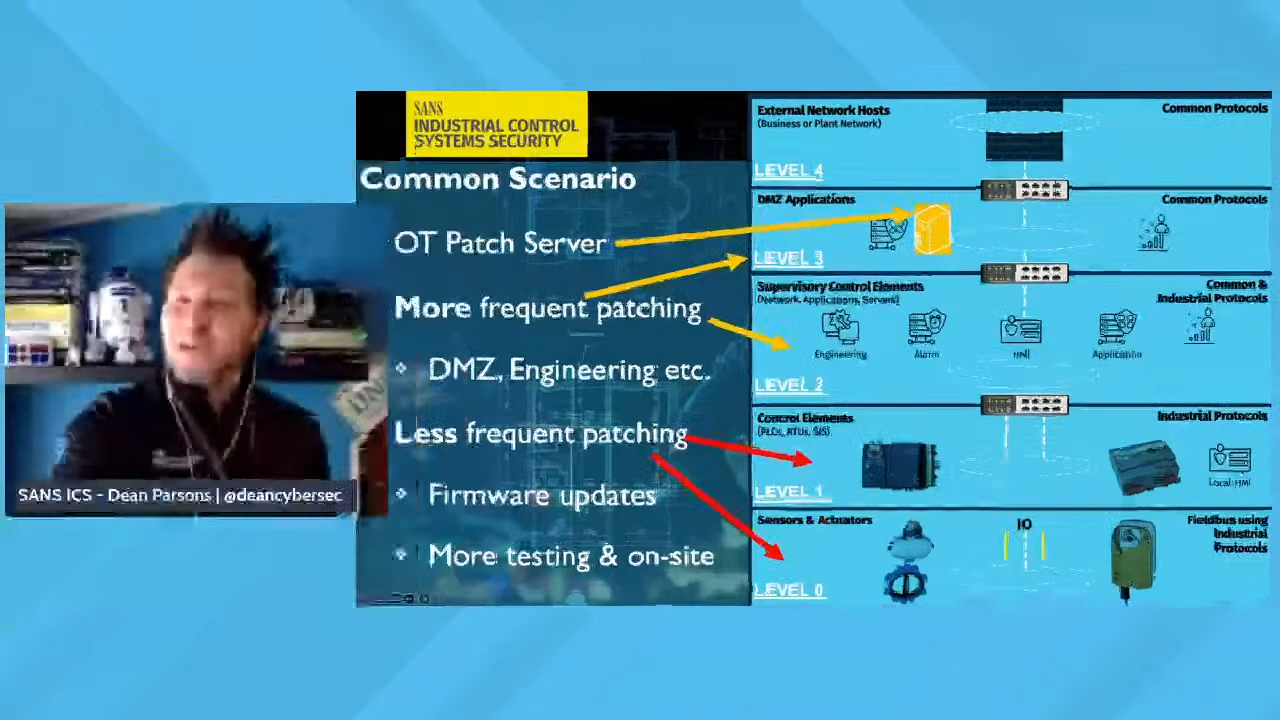 SANS
INDUSTRIAL CONTROL
SYSTEMS SECURITY
Common Scenario
OT Patch Server
More frequent patching
DMZ, Engineering etc.
Less frequent patching
Firmware updates
More testing & on-site
External Network Hosts
(Business or Plant Network)
Common Protocols
LEVEL 4
DMZ Applications
Common Protocols
LEVEL 3
Supervisory Control Elements
(Network, Applications, Servers)
Common &
Industrial Protocols
Engineering
Alarm
HMI
Application
LEVEL 2
Control Elements
(PLCs, RTUs, SIS)
Industrial Protocols
Local HMI
LEVEL 1
Sensors & Actuators
IO
Fieldbus using
Industrial
Protocols
LEVEL 0
SANS ICS - Dean Parsons | @deancybersec